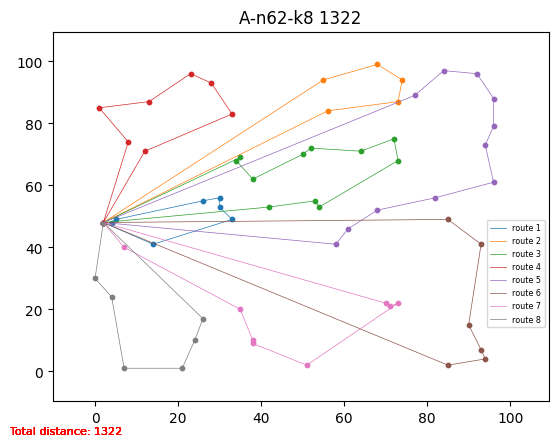 A-n62-k8 1322
100
80
60
40
20
0
0 20 40 60 80 100
route 1
route 2
route 3
route 4
route 5
route 6
route 7
route 8
Total distance: 1322